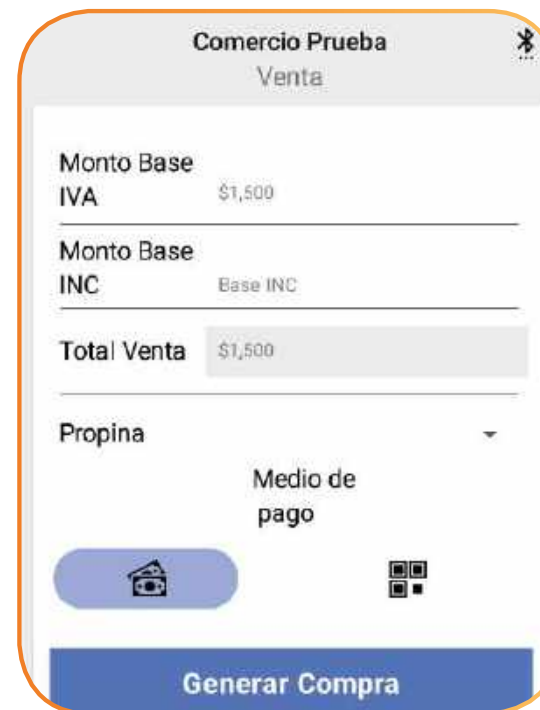 Comercio Prueba
Venta
Monto Base
IVA $1,500
Monto Base
INC Base INC
Total Venta $1,500
Propina
Medio de
pago
Generar Compra